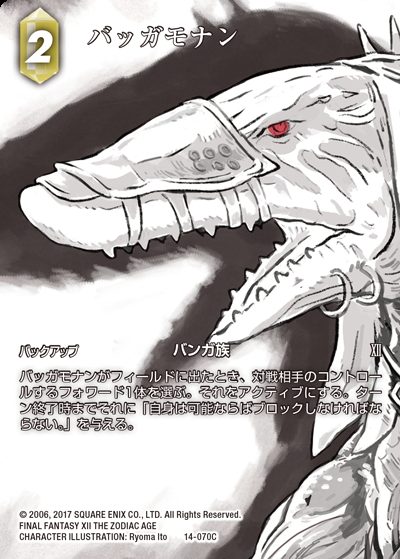 2
バッガモナン
バックアップ バンガ族 XII
バッガモナンがフィールドに出たとき、対戦相手のコントロー
ルするフォワード1体を選ぶ。それをアクティブにする。ター
ン終了時までそれに「自身は可能ならばブロックしなければな
らない。」を与える。
© 2006, 2017 SQUARE ENIX CO., LTD. All Rights Reserved.
FINAL FANTASY XII THE ZODIAC AGE
CHARACTER ILLUSTRATION: Ryoma Ito 14-070C